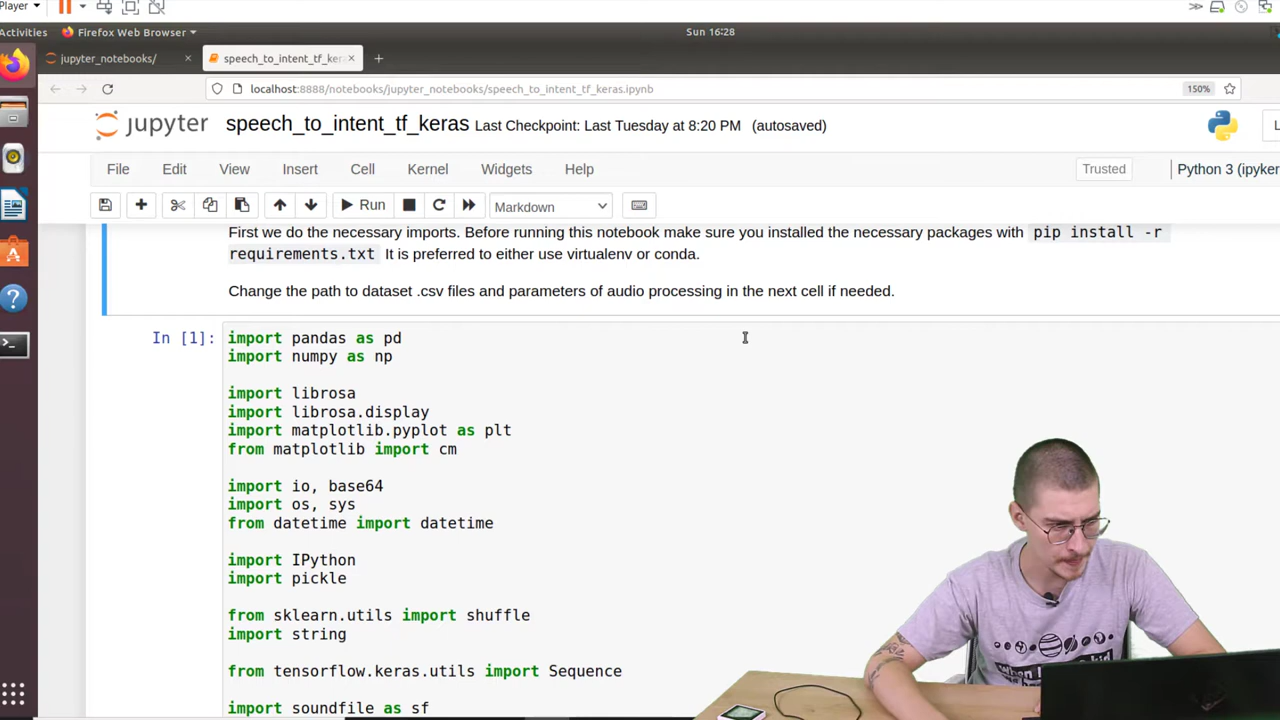 Player
Activities
Firefox Web Browser
Sun 16:28
jupyter_notebooks/
speech_to_intent_tf_ker
localhost:8888/notebooks/jupyter_notebooks/speech_to_intent_tf_keras.ipynb
150%
jupyter
speech_to_intent_tf_keras Last Checkpoint: Last Tuesday at 8:20 PM (autosaved)
File Edit View Insert Cell Kernel Widgets Help
Trusted
Python 3 (ipyker
Run
Markdown
First we do the necessary imports. Before running this notebook make sure you installed the necessary packages with pip install -r
requirements.txt It is preferred to either use virtualenv or conda.
Change the path to dataset .csv files and parameters of audio processing in the next cell if needed.
In [1]:
import pandas as pd
import numpy as np
import librosa
import librosa.display
import matplotlib.pyplot as plt
from matplotlib import cm
import io, base64
import os, sys
from datetime import datetime
import IPython
import pickle
from sklearn.utils import shuffle
import string
from tensorflow.keras.utils import Sequence
import soundfile as sf